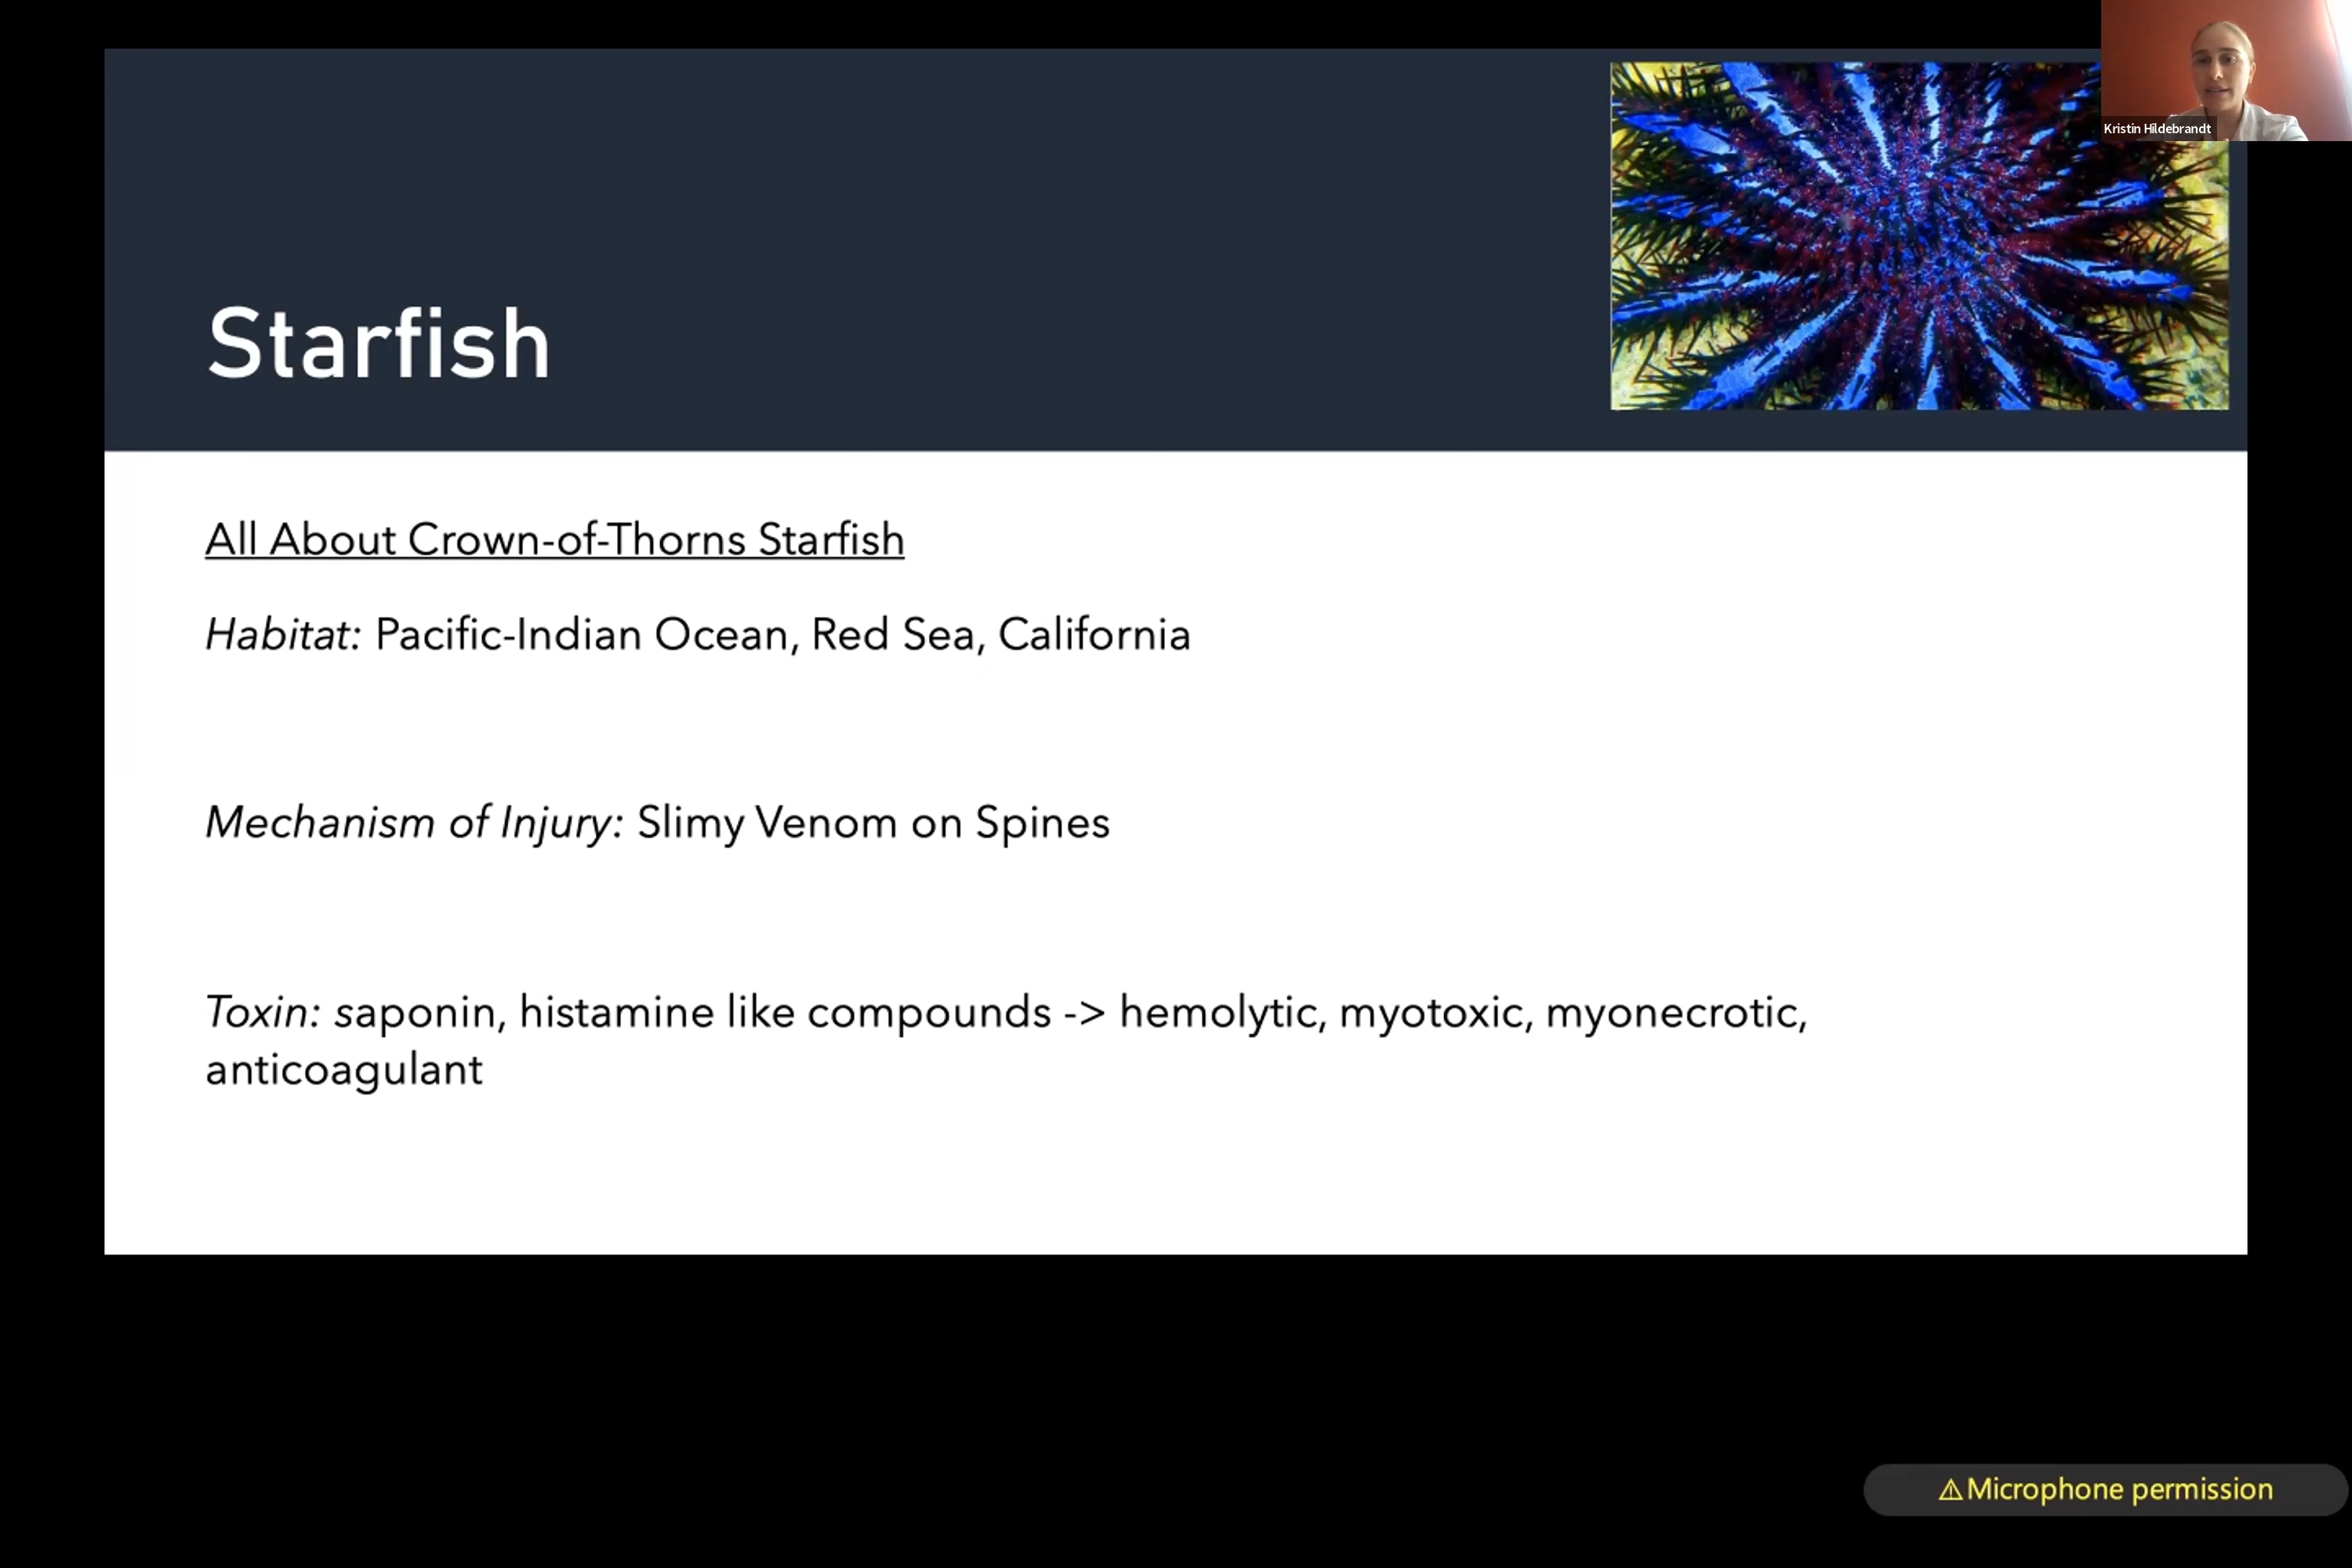 Kristin Hildebrandt
Starfish
All About Crown-of-Thorns Starfish
Habitat: Pacific-Indian Ocean, Red Sea, California
Mechanism of Injury: Slimy Venom on Spines
Toxin: saponin, histamine like compounds -> hemolytic, myotoxic, myonecrotic,
anticoagulant
⚠Microphone permission